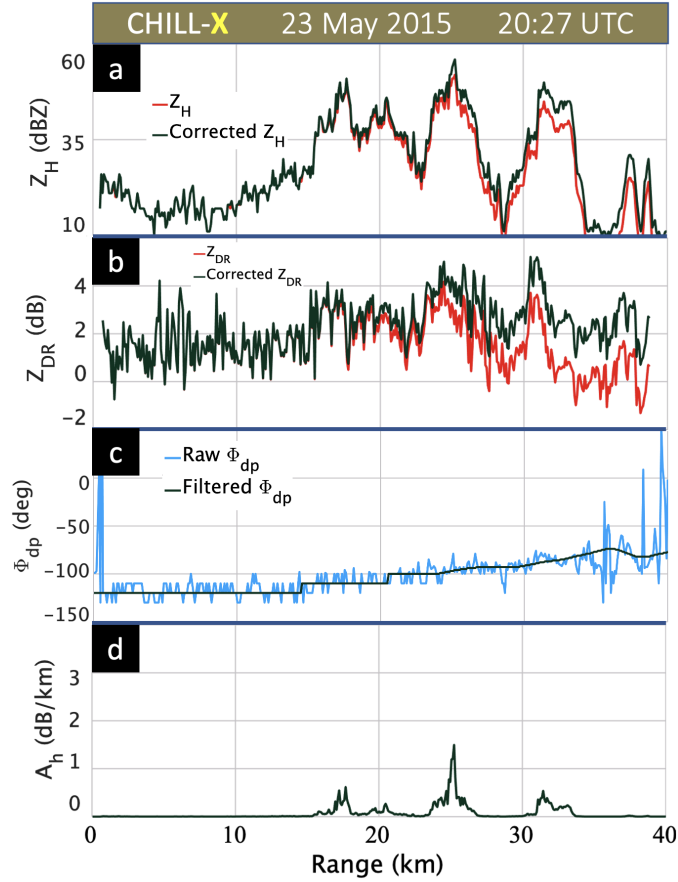 CHILL-X 23 May 2015 20:27 UTC
a
60
35
10
Z_H (dBZ)
Z_H
Corrected Z_H
b
4
2
0
−2
Z_DR (dB)
Z_DR
Corrected Z_DR
c
0
−50
−100
−150
Φ_dp (deg)
Raw Φ_dp
Filtered Φ_dp
d
3
2
1
0
A_h (dB/km)
0 10 20 30 40
Range (km)